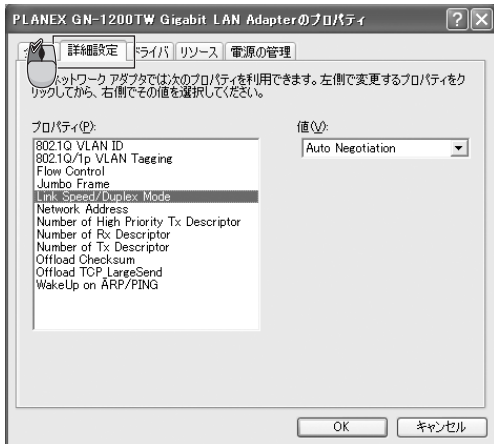 PLANEX GN-1200TW Gigabit LAN Adapterのプロパティ
詳細設定 ドライバ リソース 電源の管理
ネットワーク アダプタでは次のプロパティを利用できます。左側で変更するプロパティをク
リックしてから、右側でその値を選択してください。
プロパティ(P):
値(V):
802.1Q VLAN ID
802.1Q/1p VLAN Tagging
Flow Control
Jumbo Frame
Link Speed/Duplex Mode
Network Address
Number of High Priority Tx Descriptor
Number of Rx Descriptor
Number of Tx Descriptor
Offload Checksum
Offload TCP_LargeSend
WakeUp on ARP/PING
Auto Negotiation
OK キャンセル